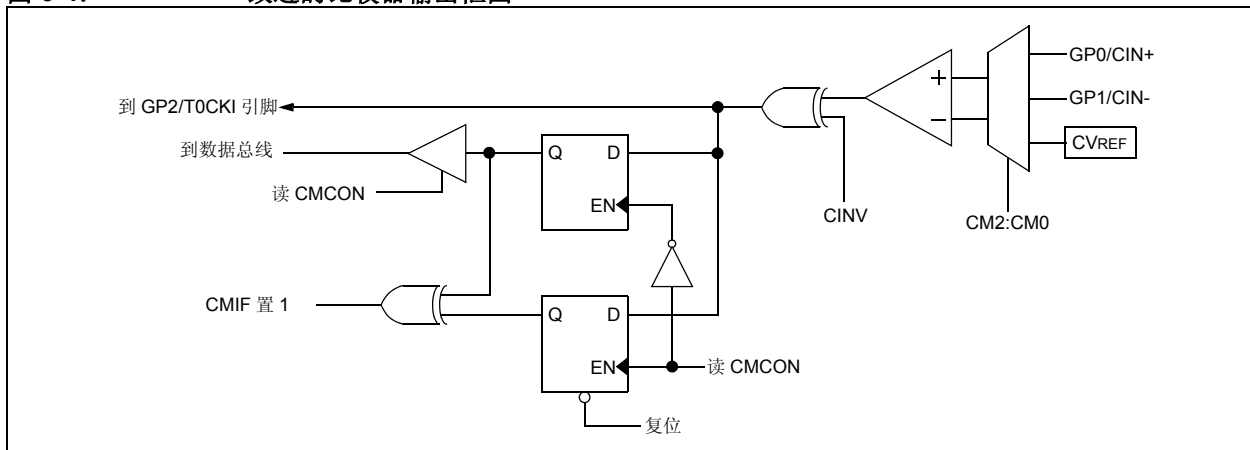 GP0/CIN+
到 GP2/T0CKI 引脚
GP1/CIN-
到数据总线
Q D
CVREF
读 CMCON
EN
CINV
CM2:CM0
CMIF 置 1
Q D
EN
读 CMCON
复位